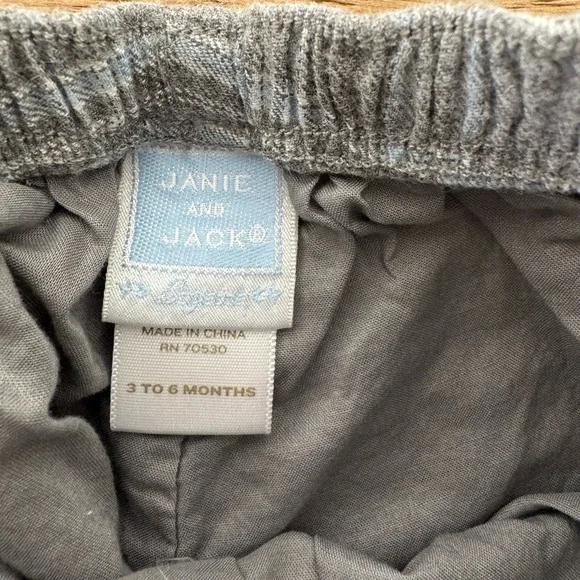 JANIE
AND
JACK®
MADE IN CHINA
RN 70530
3 TO 6 MONTHS